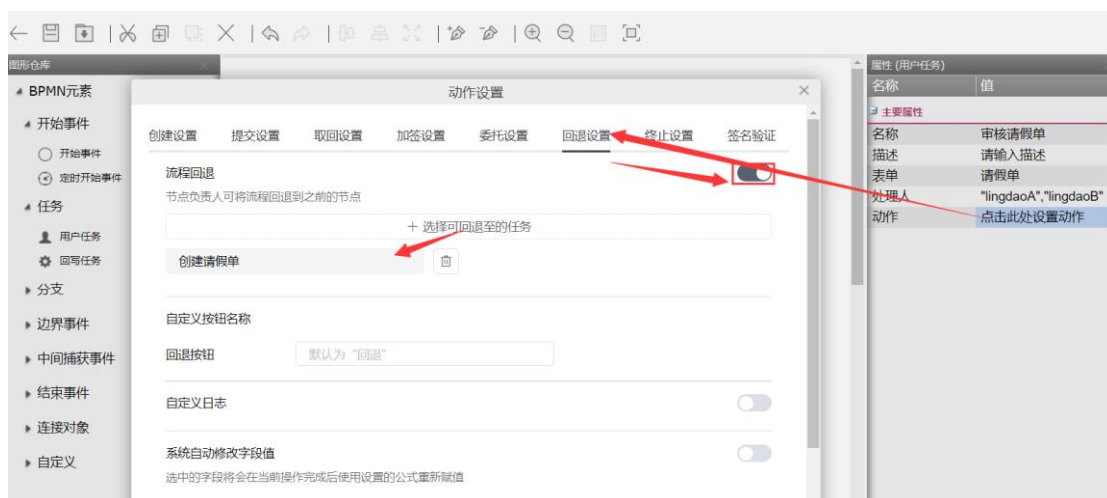 图形仓库
BPMN元素
开始事件
开始事件
定时开始事件
任务
用户任务
回写任务
分支
边界事件
中间捕获事件
结束事件
连接对象
自定义
动作设置
创建设置 提交设置 取回设置 加签设置 委托设置 回退设置 终止设置 签名验证
流程回退
节点负责人可将流程回退到之前的节点
+ 选择可回退至的任务
创建请假单
自定义按钮名称
回退按钮 默认为 “回退”
自定义日志
系统自动修改字段值
选中的字段将会在当前操作完成后使用设置的公式重新赋值
属性 (用户任务)
名称 值
主要属性
名称 审核请假单
描述 请输入描述
表单 请假单
处理人 "lingdaoA","lingdaoB"
动作 点击此处设置动作